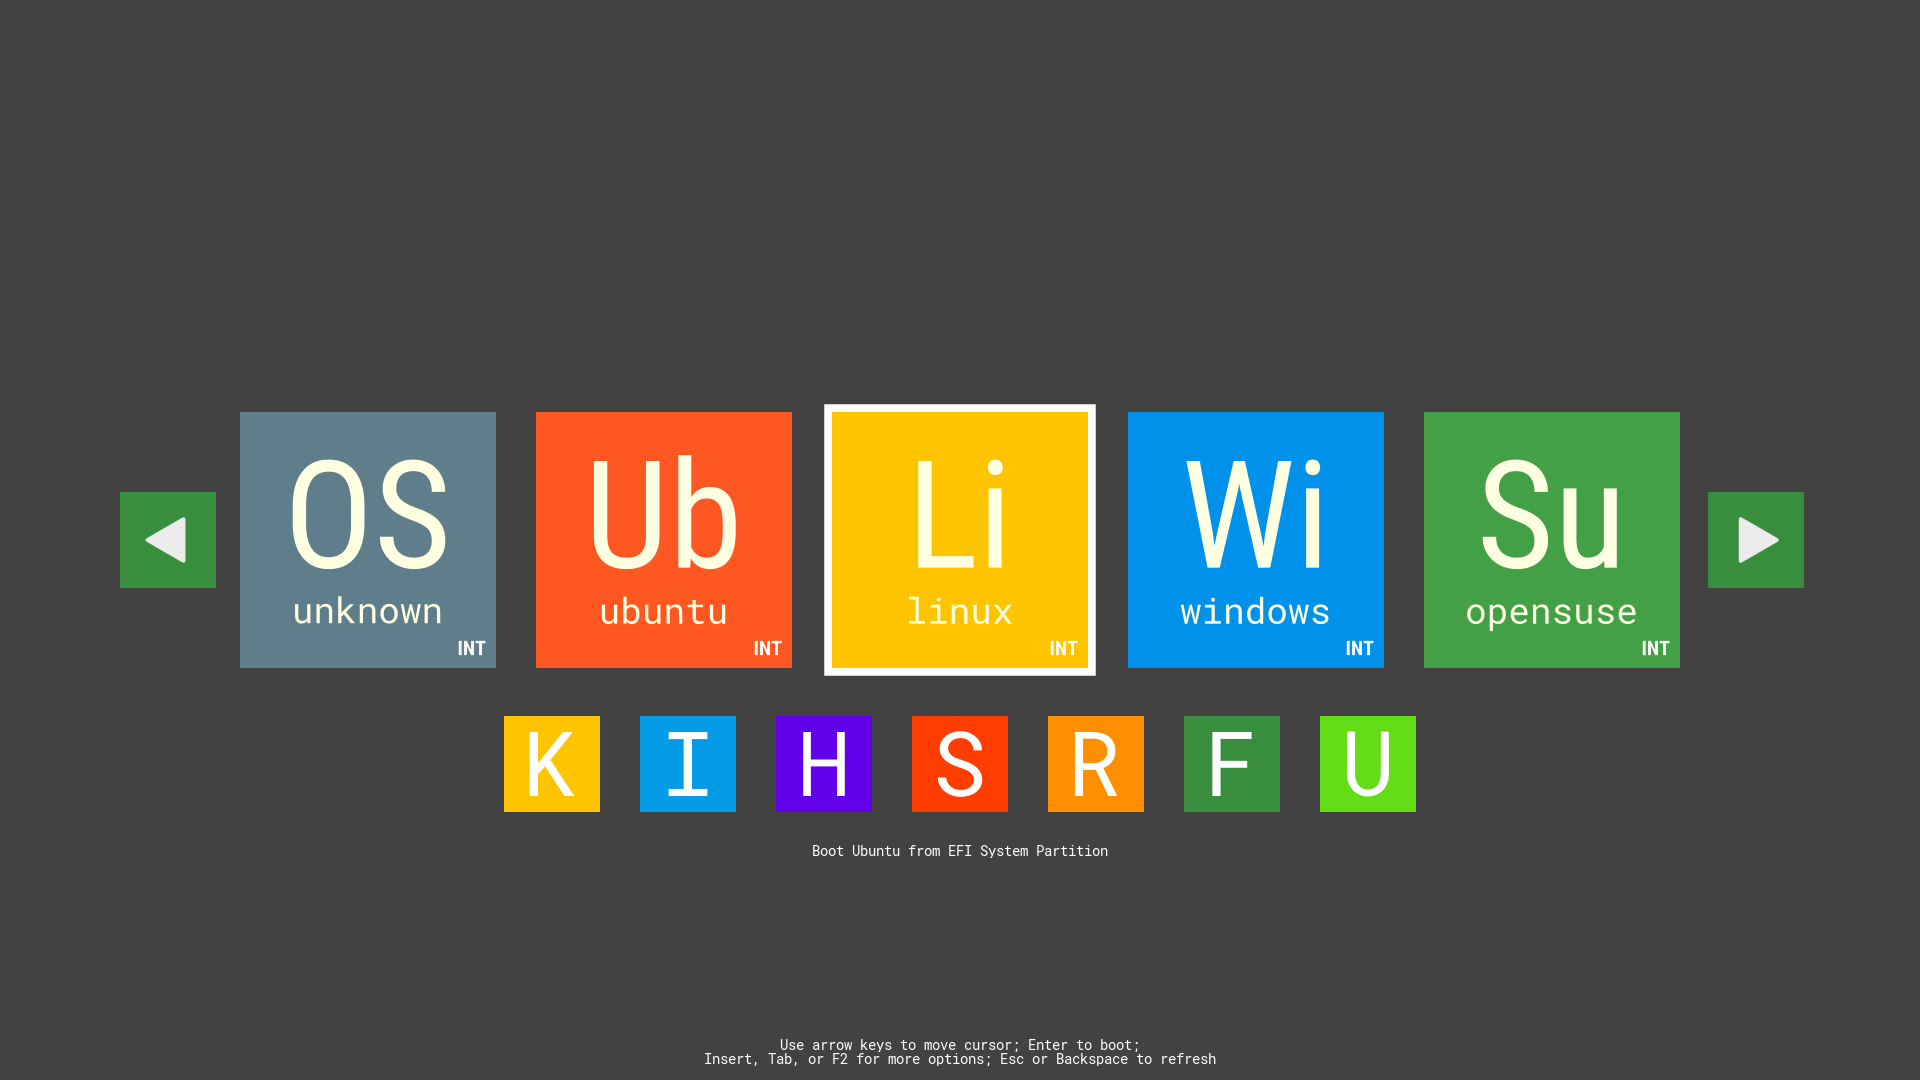 OS
unknown
INT
Ub
ubuntu
INT
Li
linux
INT
Wi
windows
INT
Su
opensuse
INT
K I H S R F U
Boot Ubuntu from EFI System Partition
Use arrow keys to move cursor; Enter to boot;
Insert, Tab, or F2 for more options; Esc or Backspace to refresh